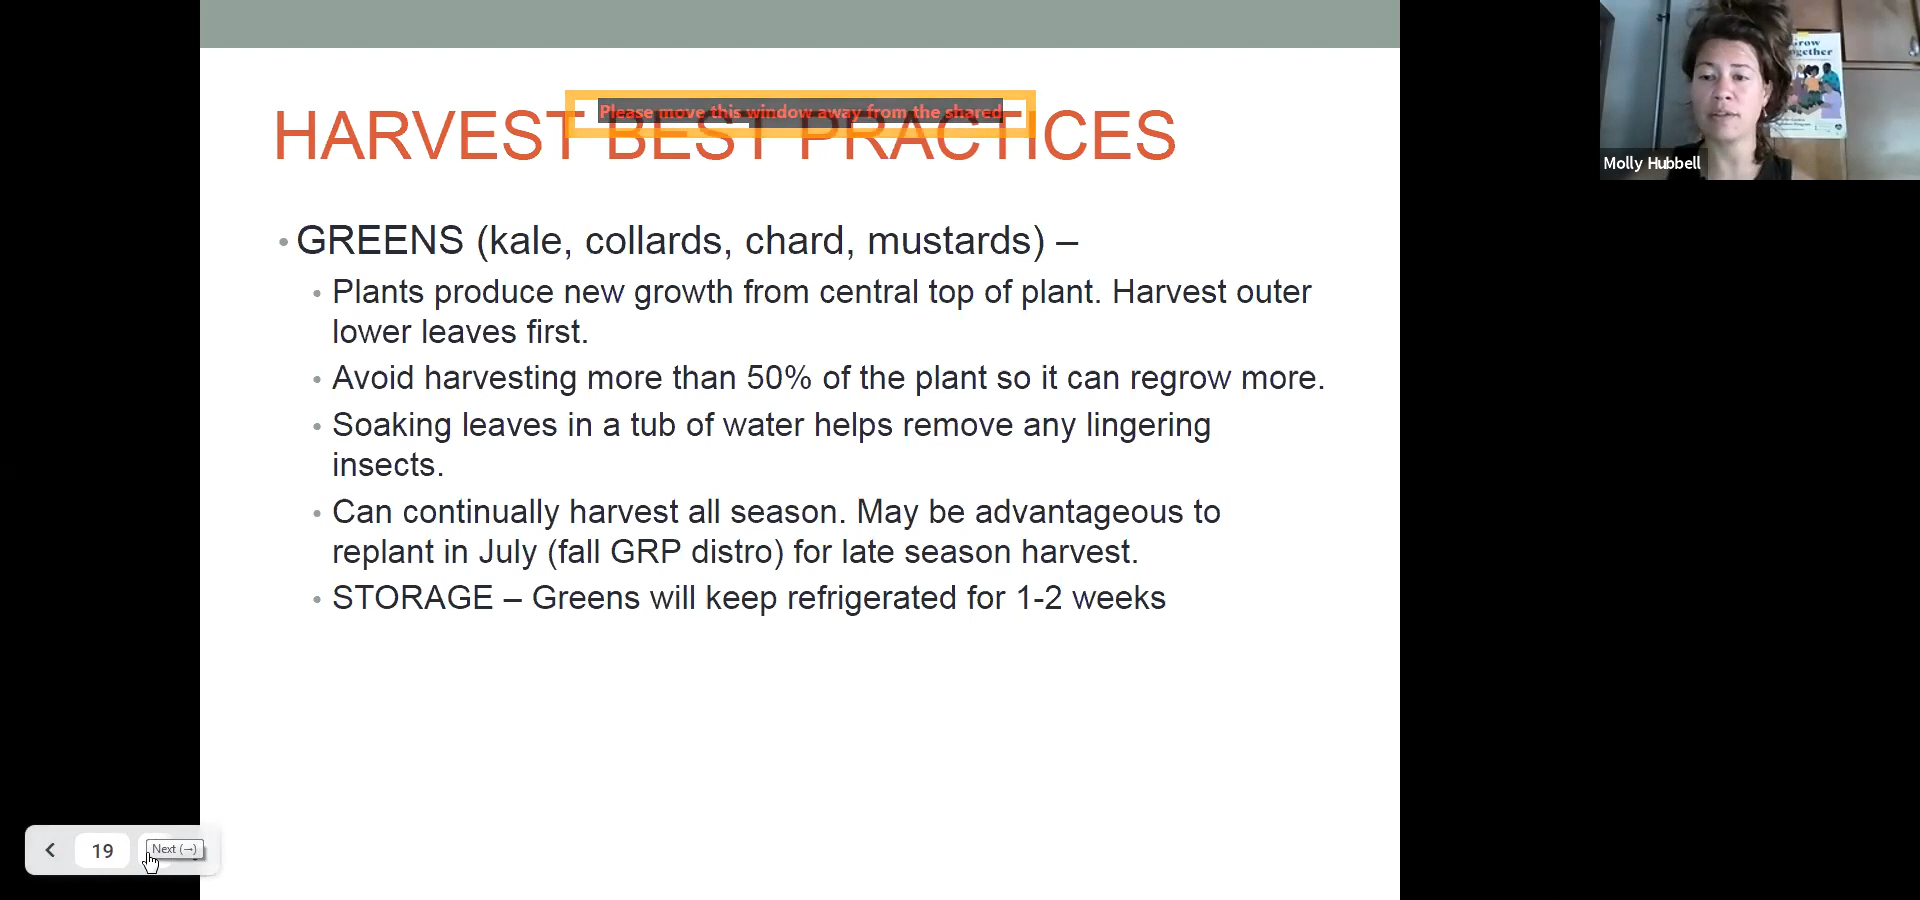 HARVEST BEST PRACTICES
Please move this window away from the shared
• GREENS (kale, collards, chard, mustards) –
• Plants produce new growth from central top of plant. Harvest outer
lower leaves first.
• Avoid harvesting more than 50% of the plant so it can regrow more.
• Soaking leaves in a tub of water helps remove any lingering
insects.
• Can continually harvest all season. May be advantageous to
replant in July (fall GRP distro) for late season harvest.
• STORAGE – Greens will keep refrigerated for 1-2 weeks
19
Next (→)
Molly Hubbell